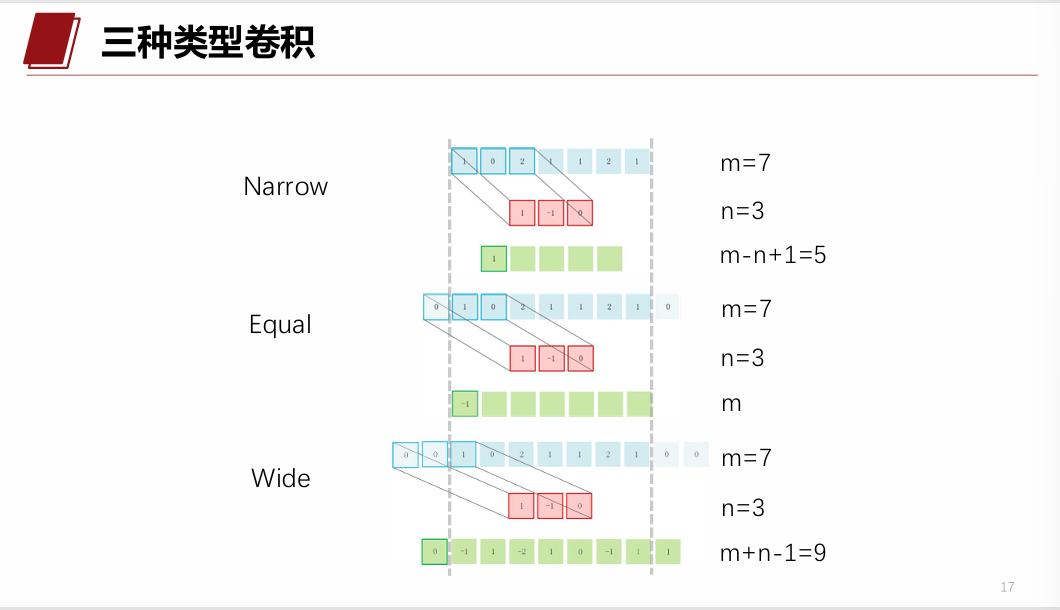 三种类型卷积
1 0 2 1 1 2 1 m=7
Narrow
1 -1 0 n=3
1 m-n+1=5
0 1 0 2 1 1 2 1 0 m=7
Equal
1 -1 0 n=3
-1 m
0 0 1 0 2 1 1 2 1 0 0 m=7
Wide
1 -1 0 n=3
0 -1 1 -2 1 0 -1 1 1 m+n-1=9
17